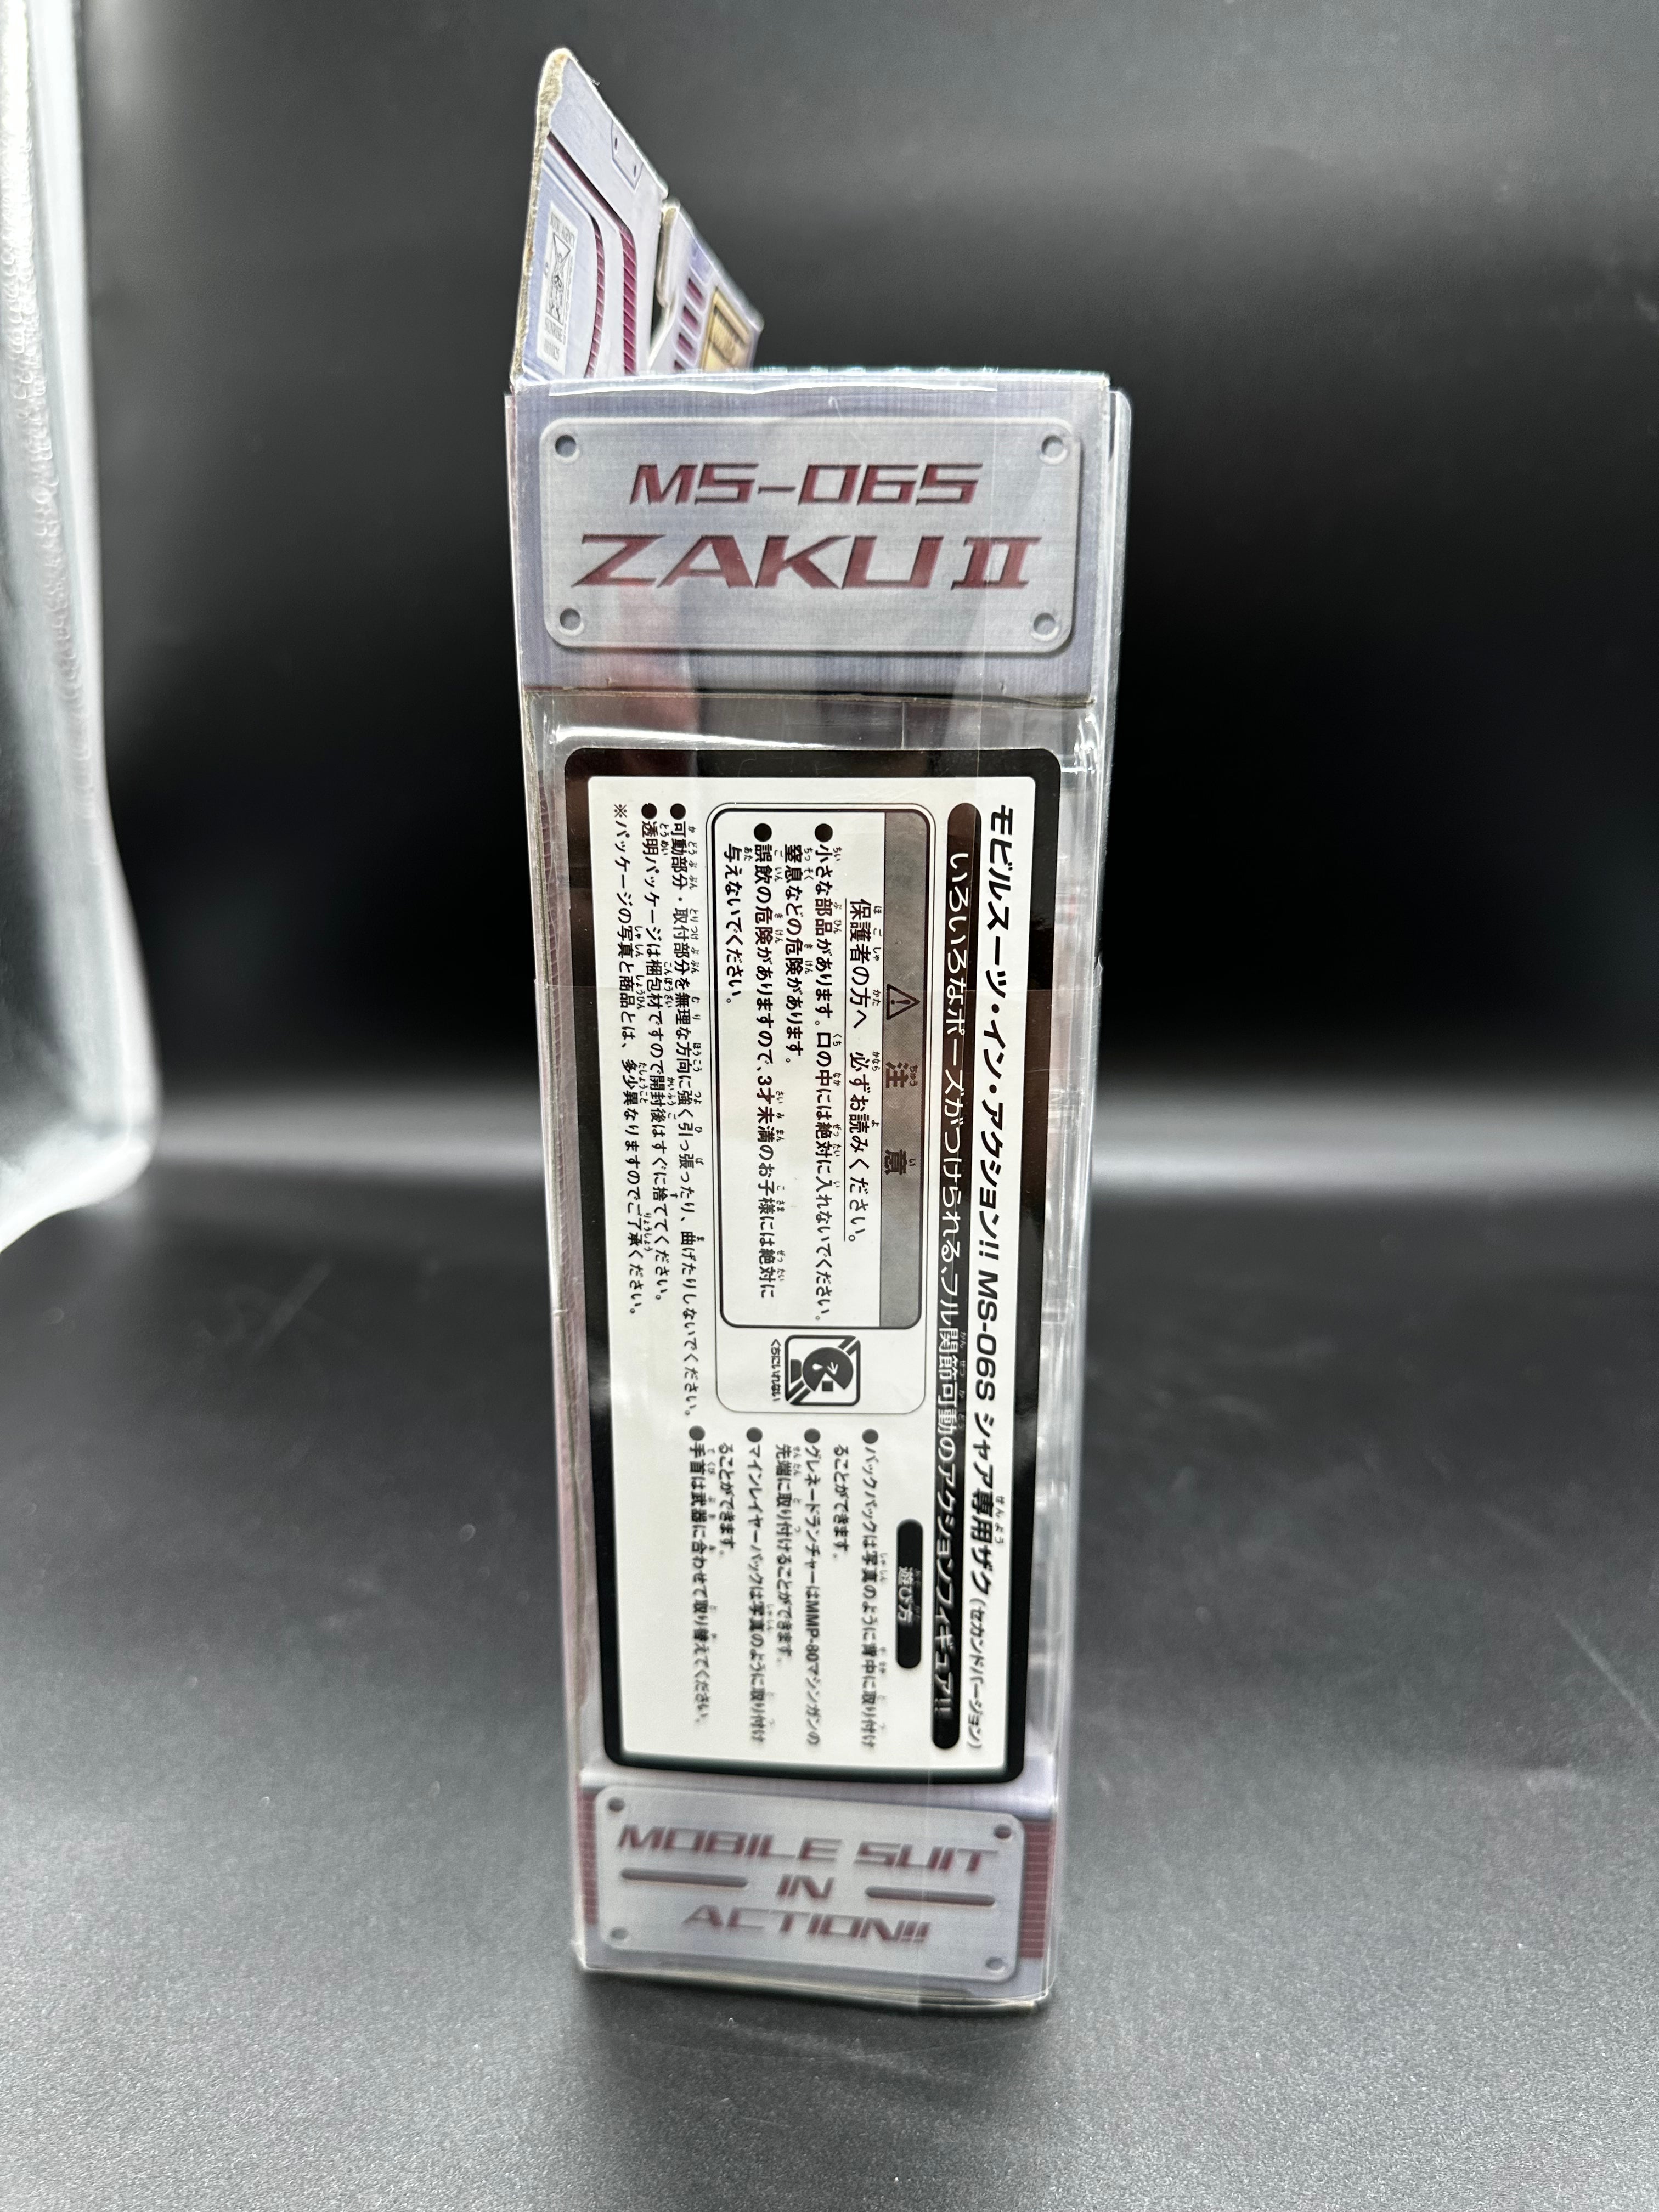 MS-06S
ZAKU II
モビルスーツ・イン・アクション!! MS-06S シャア専用ザク(セカンドバージョン)
いろいろなポーズがつけられる、フル関節可動のアクションフィギュア!!
⚠ 注意
保護者の方へ 必ずお読みください。
●小さな部品があります。口の中には絶対に入れないでください。
窒息などの危険があります。
●誤飲の危険がありますので、3才未満のお子様には絶対に
与えないでください。
くちにいれない
●可動部分・取付部分を無理な方向に強く引っ張ったり、曲げたりしないでください。
●透明パッケージは梱包材ですので開封後はすぐに捨ててください。
※パッケージの写真と商品とは、多少異なりますのでご了承ください。
遊び方
●バックパックは写真のように背中に取り付け
ることができます。
●グレネードランチャーはMMP-80マシンガンの
先端に取り付けることができます。
●マインレイヤーパックは写真のように取り付け
ることができます。
●手首は武器に合わせて取り替えてください。
MOBILE SUIT
IN
ACTION!!